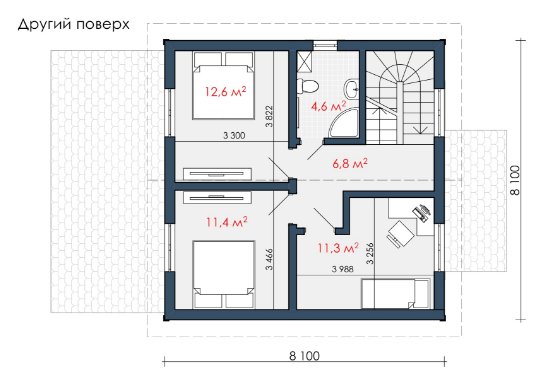 Другий поверх
12,6 м²
3 822
3 300
4,6 м²
6,8 м²
11,4 м²
3 466
11,3 м²
3 256
3 988
8 100
8 100